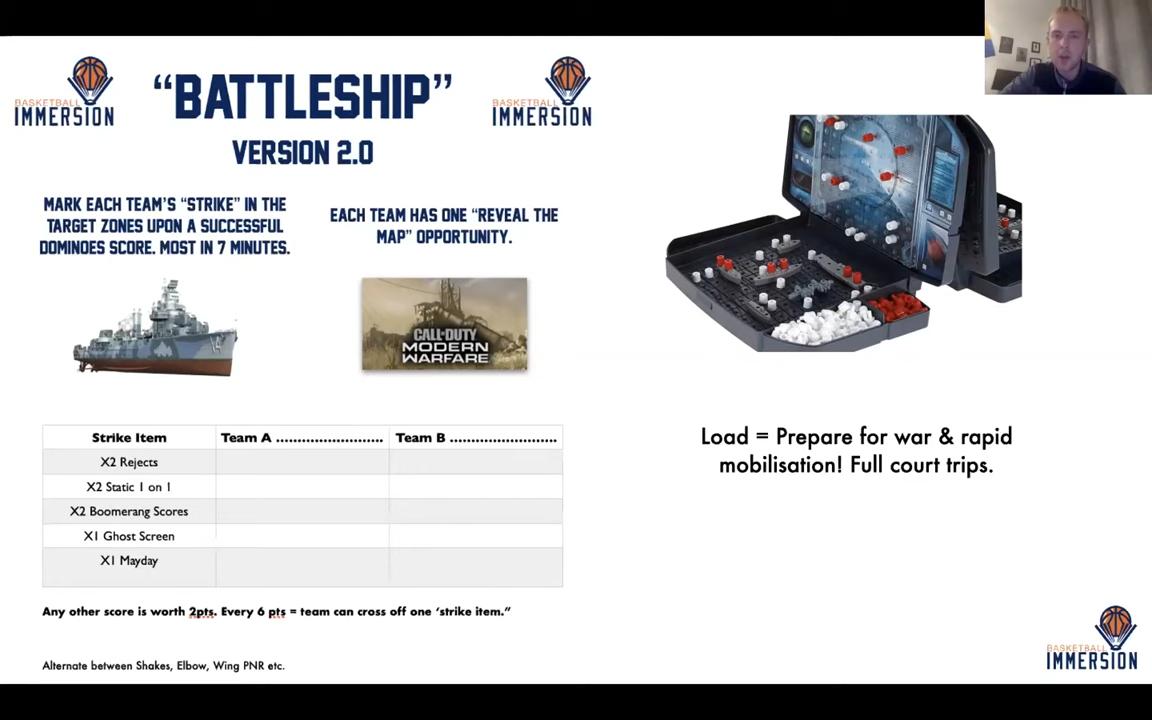 BASKETBALL
IMMERSION
“BATTLESHIP”
VERSION 2.0
BASKETBALL
IMMERSION
MARK EACH TEAM’S “STRIKE” IN THE
TARGET ZONES UPON A SUCCESSFUL
DOMINOES SCORE. MOST IN 7 MINUTES.
EACH TEAM HAS ONE “REVEAL THE
MAP” OPPORTUNITY.
14
CALL OF DUTY
MODERN
WARFARE
Strike Item Team A .......................... Team B ..........................
X2 Rejects
X2 Static 1 on 1
X2 Boomerang Scores
X1 Ghost Screen
X1 Mayday
Any other score is worth 2pts. Every 6 pts = team can cross off one ‘strike item.”
Alternate between Shakes, Elbow, Wing PNR etc.
Load = Prepare for war & rapid
mobilisation! Full court trips.
BASKETBALL
IMMERSION